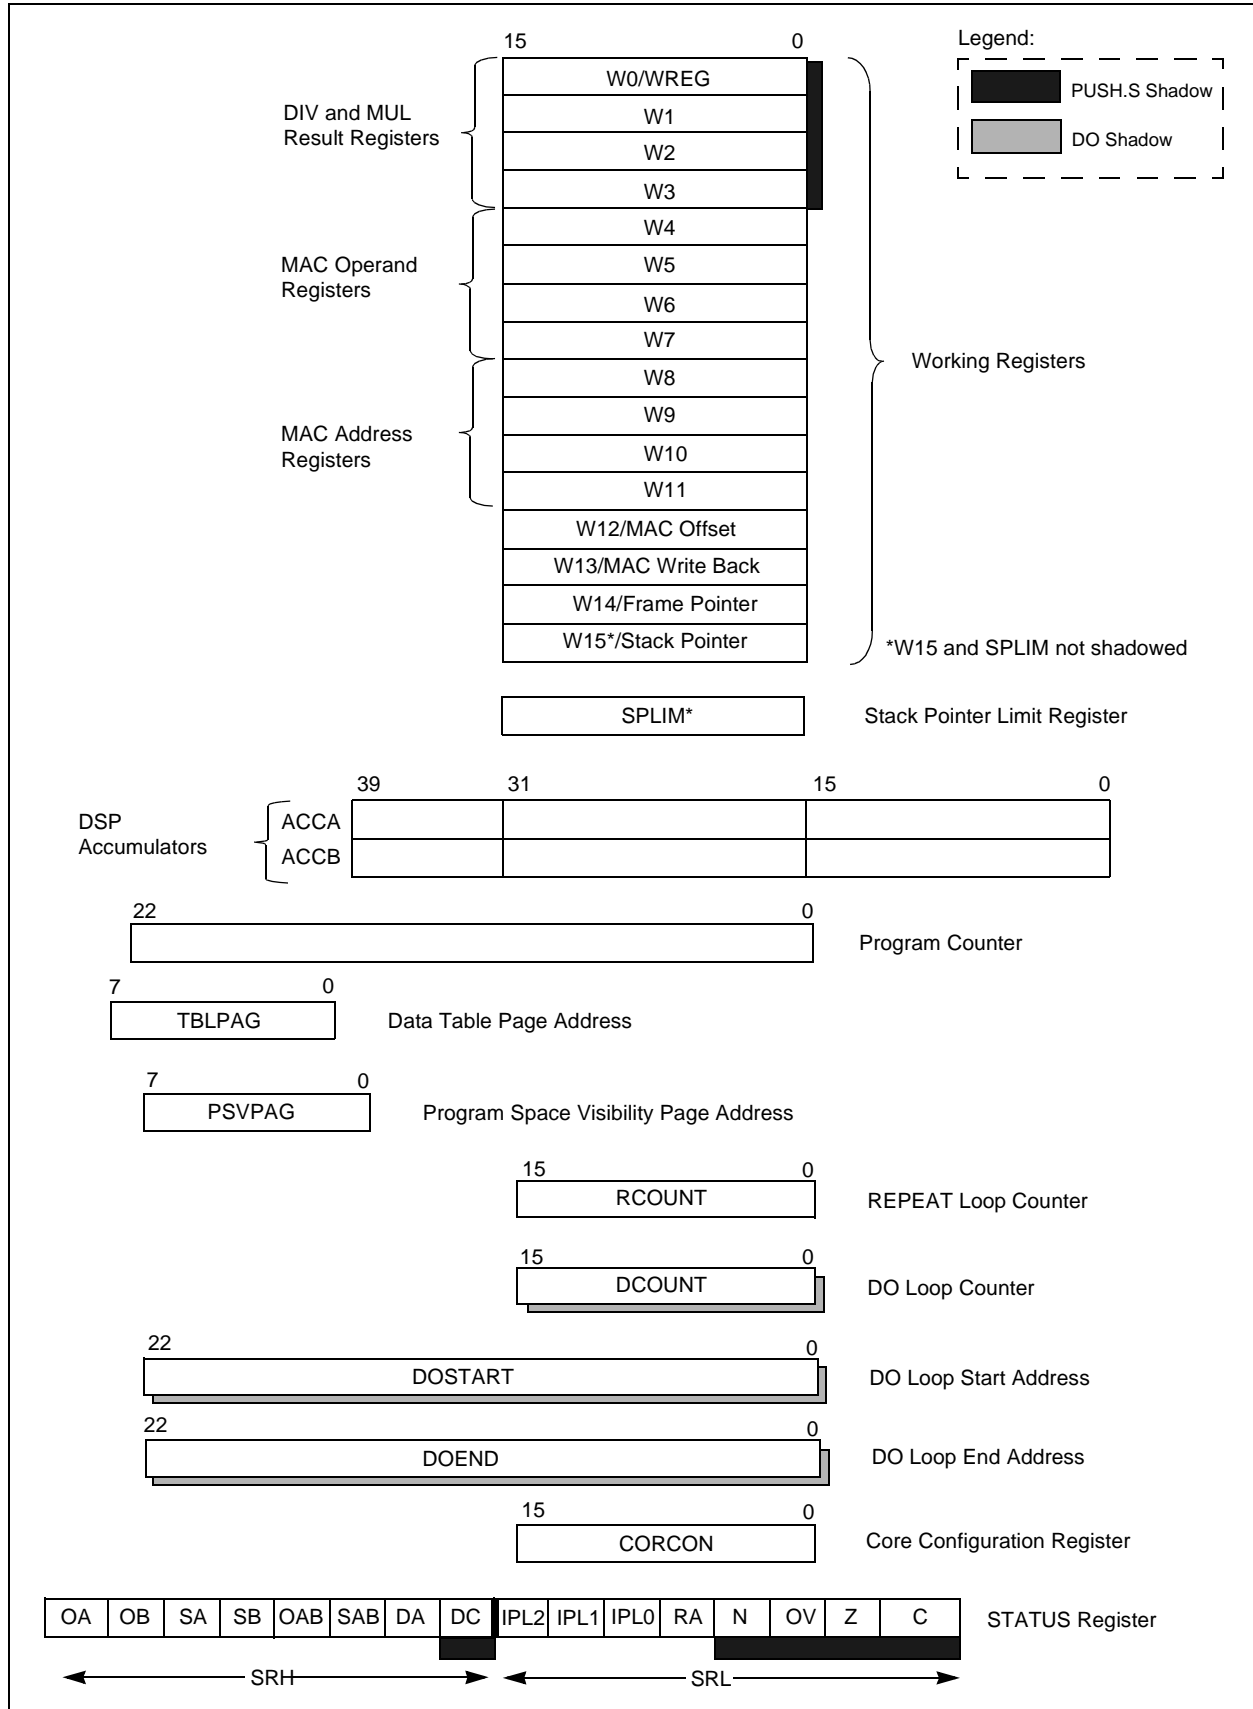 15 0
Legend:
W0/WREG
PUSH.S Shadow
DIV and MUL
Result Registers
W1
DO Shadow
W2
W3
W4
MAC Operand
Registers
W5
W6
W7
Working Registers
W8
W9
MAC Address
Registers
W10
W11
W12/MAC Offset
W13/MAC Write Back
W14/Frame Pointer
W15*/Stack Pointer
*W15 and SPLIM not shadowed
SPLIM*
Stack Pointer Limit Register
39 31 15 0
DSP
Accumulators
ACCA
ACCB
22 0
Program Counter
7 0
TBLPAG
Data Table Page Address
7 0
PSVPAG
Program Space Visibility Page Address
15 0
RCOUNT
REPEAT Loop Counter
15 0
DCOUNT
DO Loop Counter
22 0
DOSTART
DO Loop Start Address
22 0
DOEND
DO Loop End Address
15 0
CORCON
Core Configuration Register
OA OB SA SB OAB SAB DA DC IPL2 IPL1 IPL0 RA N OV Z C
STATUS Register
SRH SRL